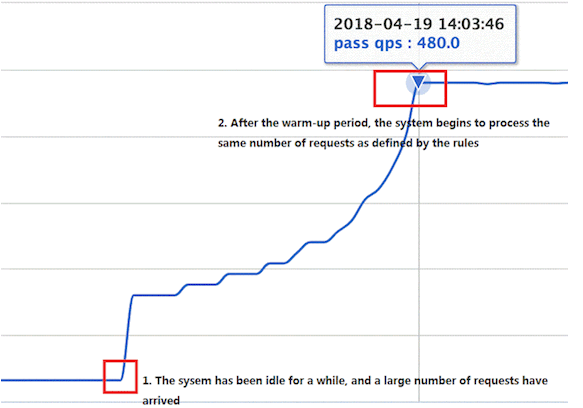 2018-04-19 14:03:46
pass qps : 480.0
2. After the warm-up period, the system begins to process the
same number of requests as defined by the rules
1. The sysem has been idle for a while, and a large number of requests have
arrived